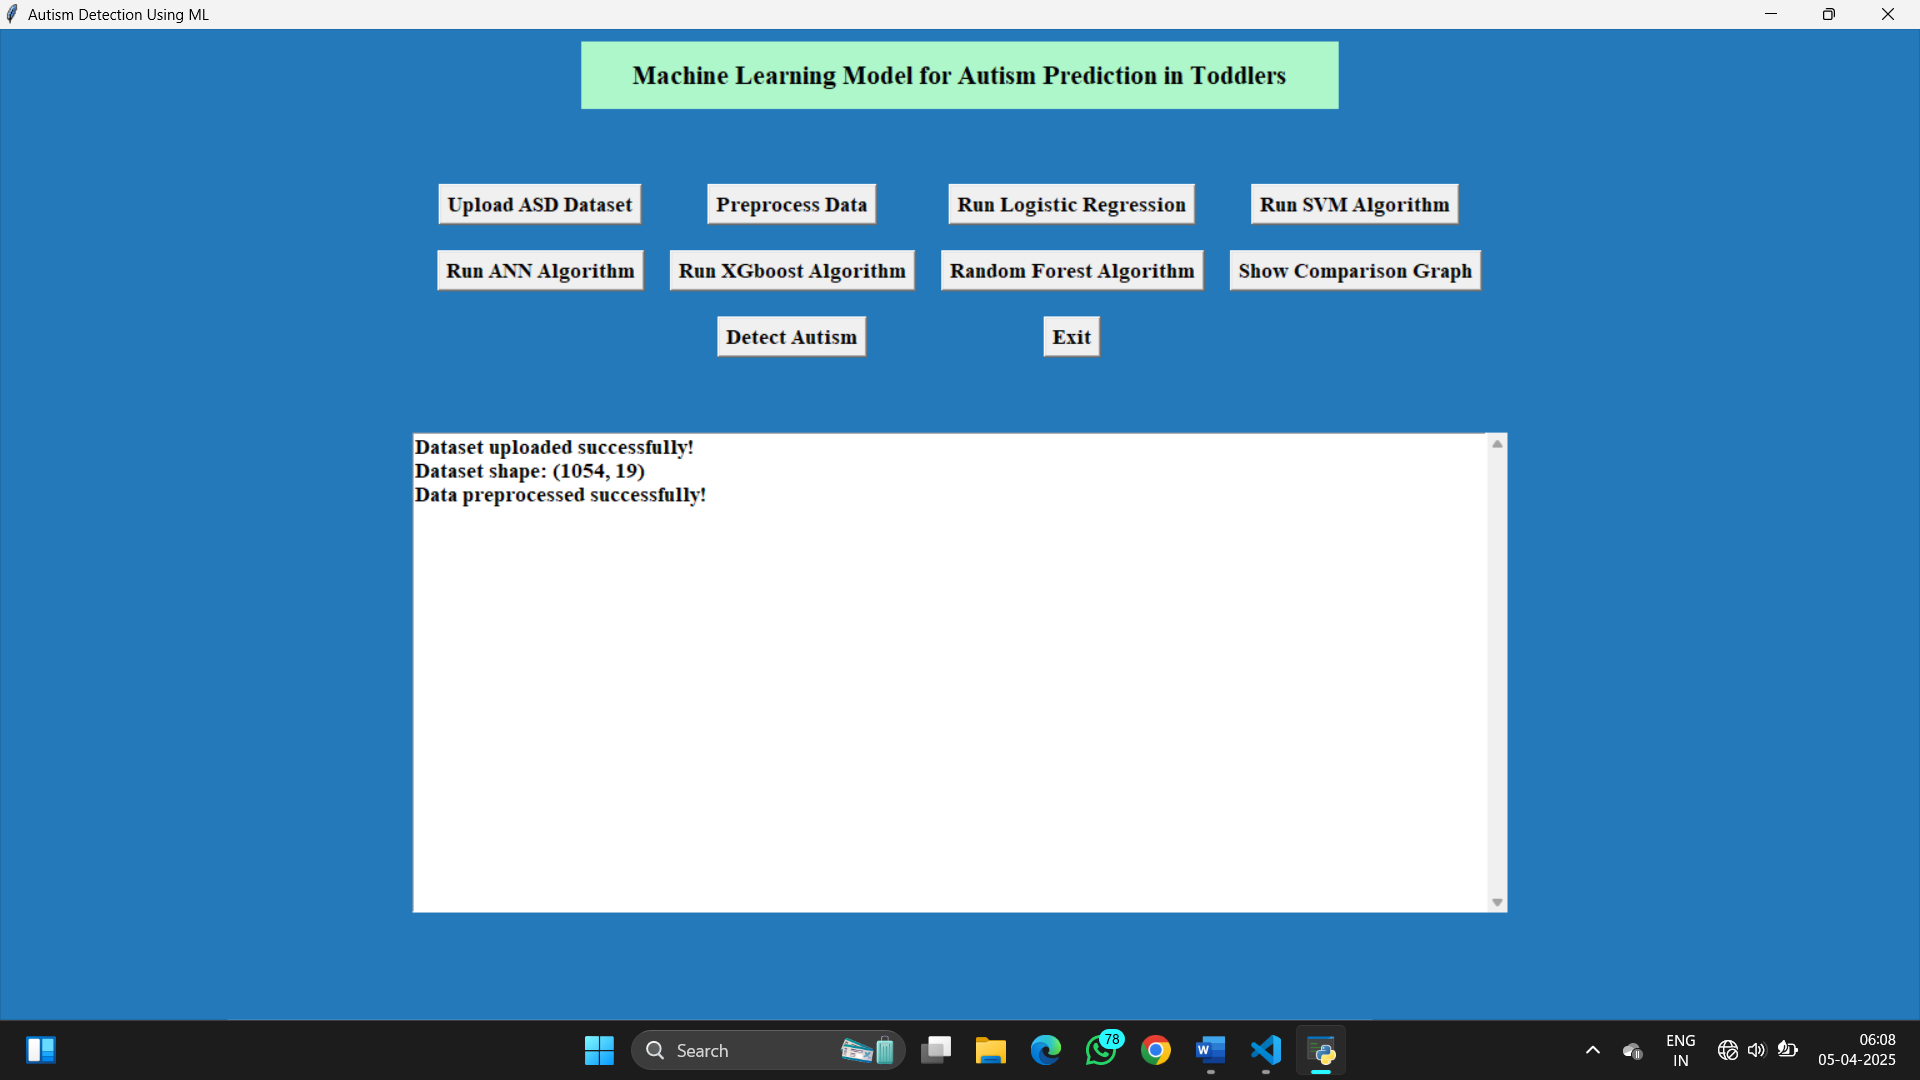 Autism Detection Using ML
Machine Learning Model for Autism Prediction in Toddlers
Upload ASD Dataset
Preprocess Data
Run Logistic Regression
Run SVM Algorithm
Run ANN Algorithm
Run XGboost Algorithm
Random Forest Algorithm
Show Comparison Graph
Detect Autism
Exit
Dataset uploaded successfully!
Dataset shape: (1054, 19)
Data preprocessed successfully!
Search
78
W
ENG
IN
06:08
05-04-2025